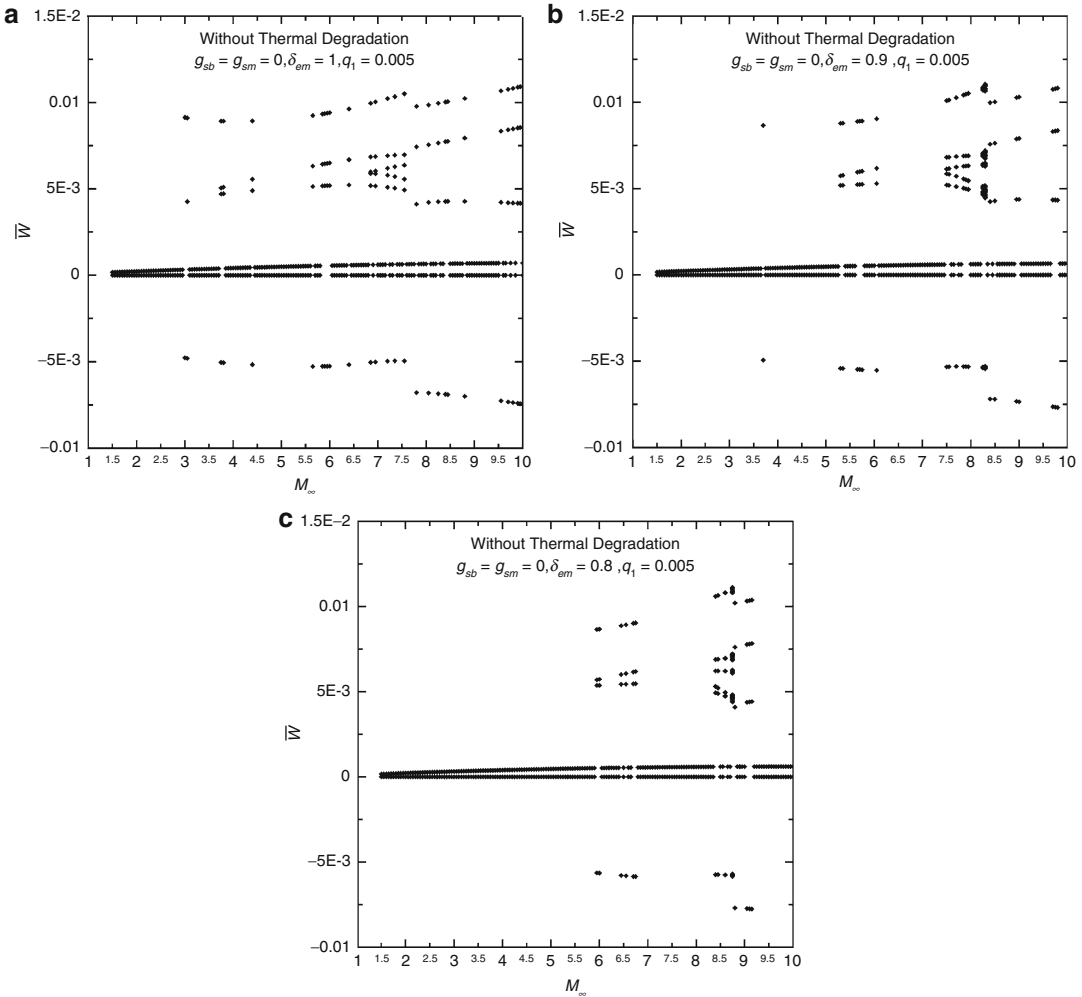 a
1.5E-2
Without Thermal Degradation
g_sb = g_sm = 0, δ_em = 1, q_1 = 0.005
0.01
5E-3
W̅
0
−5E-3
−0.01
1 1.5 2 2.5 3 3.5 4 4.5 5 5.5 6 6.5 7 7.5 8 8.5 9 9.5 10
M_∞
b
1.5E-2
Without Thermal Degradation
g_sb = g_sm = 0, δ_em = 0.9 , q_1 = 0.005
0.01
5E-3
W̅
0
−5E-3
−0.01
1 1.5 2 2.5 3 3.5 4 4.5 5 5.5 6 6.5 7 7.5 8 8.5 9 9.5 10
M_∞
c
1.5E−2
Without Thermal Degradation
g_sb = g_sm = 0, δ_em = 0.8 , q_1 = 0.005
0.01
5E-3
W̅
0
−5E-3
−0.01
1 1.5 2 2.5 3 3.5 4 4.5 5 5.5 6 6.5 7 7.5 8 8.5 9 9.5 10
M_∞